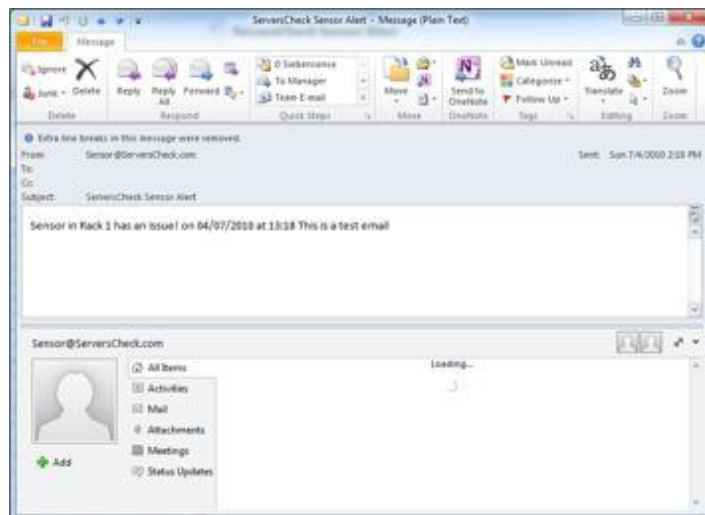 ServersCheck Sensor Alert - Message (Plain Text)
File Message
Ignore
Junk
Delete
Reply
Reply All
Forward
To Manager
Team E-mail
Move
Send to OneNote
Mark Unread
Categorize
Follow Up
Translate
Zoom
Delete Respond Quick Steps Move OneNote Tags Editing Zoom
Extra line breaks in this message were removed.
From: Sensor@ServersCheck.com Sent: Sun 7/4/2010 2:18 PM
To:
Cc:
Subject: ServersCheck Sensor Alert
Sensor in Rack 1 has an issue! on 04/07/2010 at 13:18 This is a test email
Sensor@ServersCheck.com
All Items
Loading...
Activities
Mail
Attachments
Add
Meetings
Status Updates